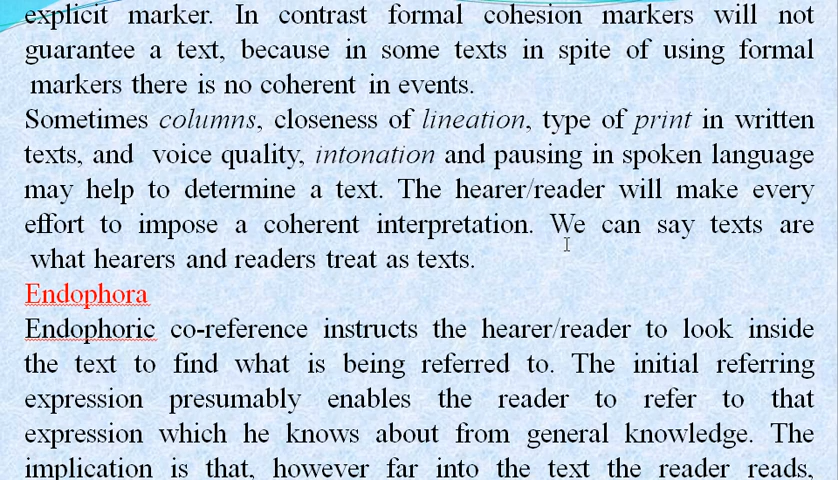 explicit marker. In contrast formal cohesion markers will not
guarantee a text, because in some texts in spite of using formal
markers there is no coherent in events.
Sometimes columns, closeness of lineation, type of print in written
texts, and voice quality, intonation and pausing in spoken language
may help to determine a text. The hearer/reader will make every
effort to impose a coherent interpretation. We can say texts are
what hearers and readers treat as texts.
Endophora
Endophoric co-reference instructs the hearer/reader to look inside
the text to find what is being referred to. The initial referring
expression presumably enables the reader to refer to that
expression which he knows about from general knowledge. The
implication is that, however far into the text the reader reads,